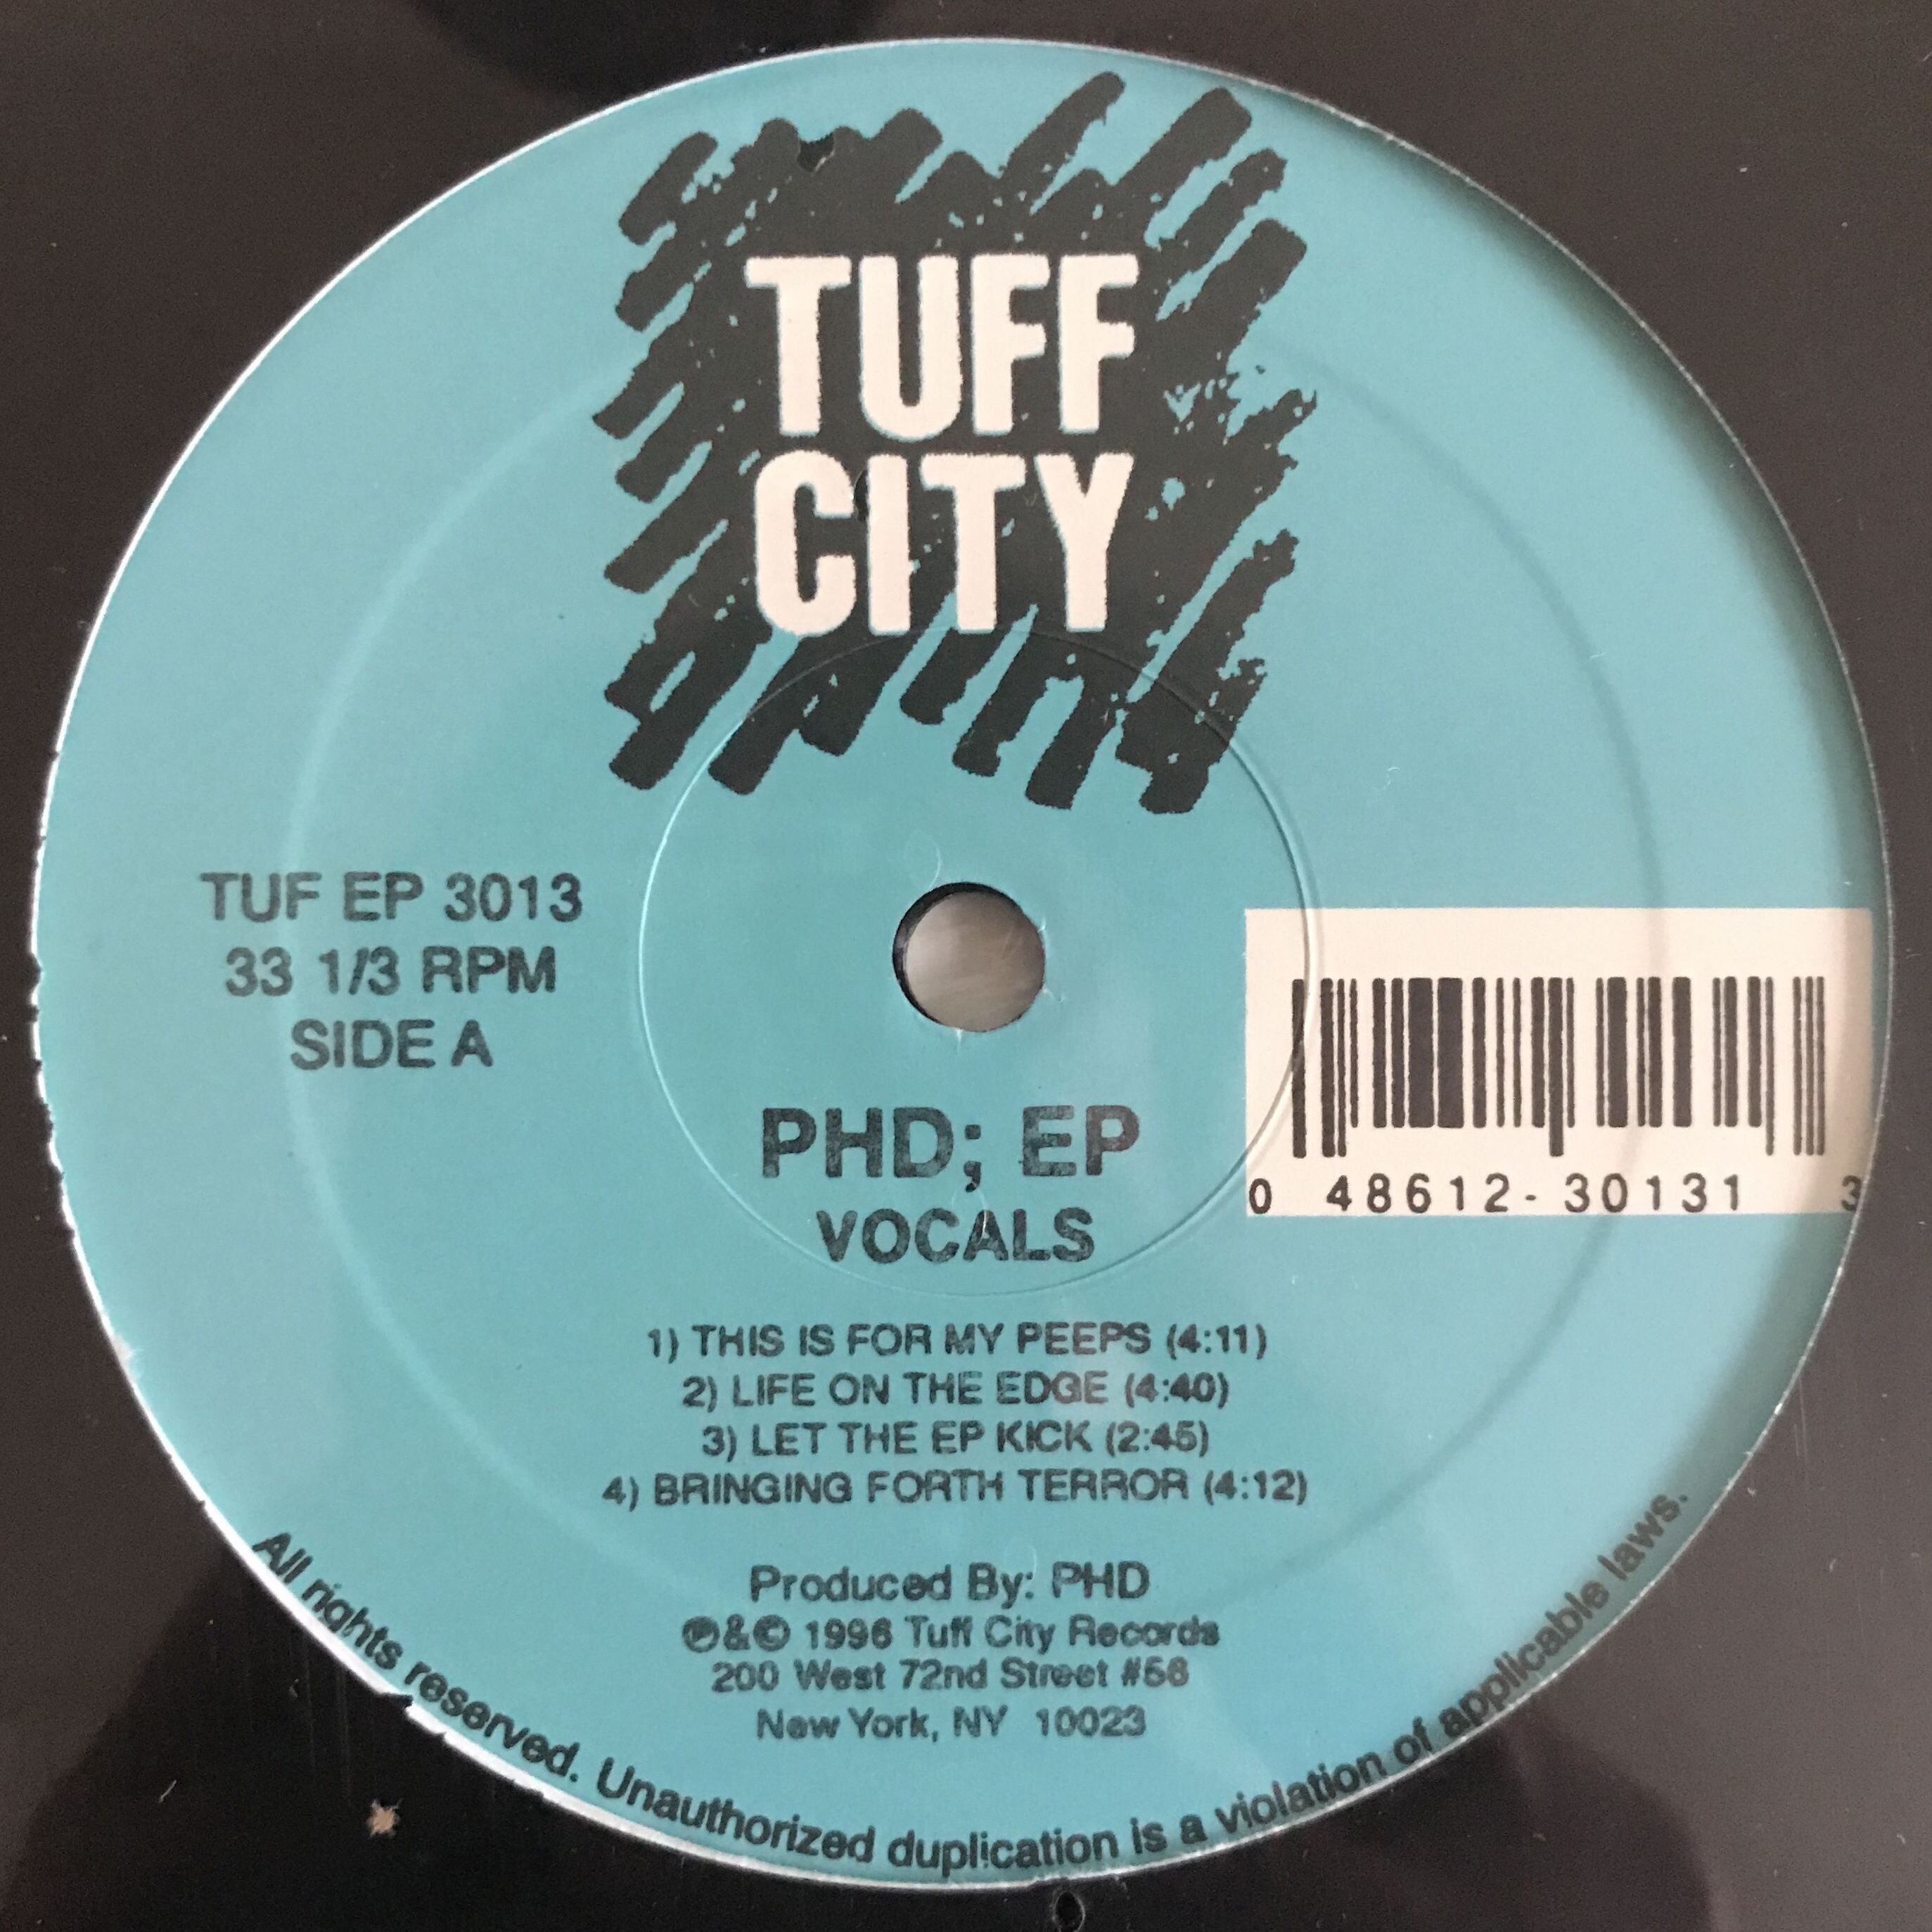 TUFF
CITY
TUF EP 3013
33 1/3 RPM
SIDE A
0 48612-30131 3
PHD; EP
VOCALS
1) THIS IS FOR MY PEEPS (4:11)
2) LIFE ON THE EDGE (4:40)
3) LET THE EP KICK (2:45)
4) BRINGING FORTH TERROR (4:12)
Produced By: PHD
℗&© 1996 Tuff City Records
200 West 72nd Street
New York, NY 10023
All rights reserved. Unauthorized duplication is a violation of applicable laws.